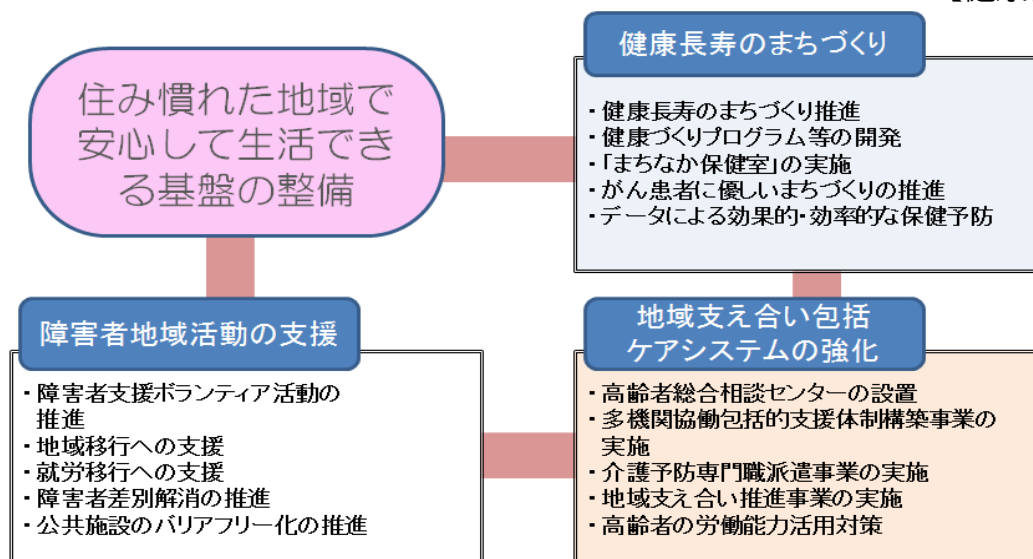 住み慣れた地域で
安心して生活でき
る基盤の整備
健康長寿のまちづくり
・健康長寿のまちづくり推進
・健康づくりプログラム等の開発
・「まちなか保健室」の実施
・がん患者に優しいまちづくりの推進
・データによる効果的・効率的な保健予防
障害者地域活動の支援
・障害者支援ボランティア活動の
推進
・地域移行への支援
・就労移行への支援
・障害者差別解消の推進
・公共施設のバリアフリー化の推進
地域支え合い包括
ケアシステムの強化
・高齢者総合相談センターの設置
・多機関協働包括的支援体制構築事業の
実施
・介護予防専門職派遣事業の実施
・地域支え合い推進事業の実施
・高齢者の労働能力活用対策